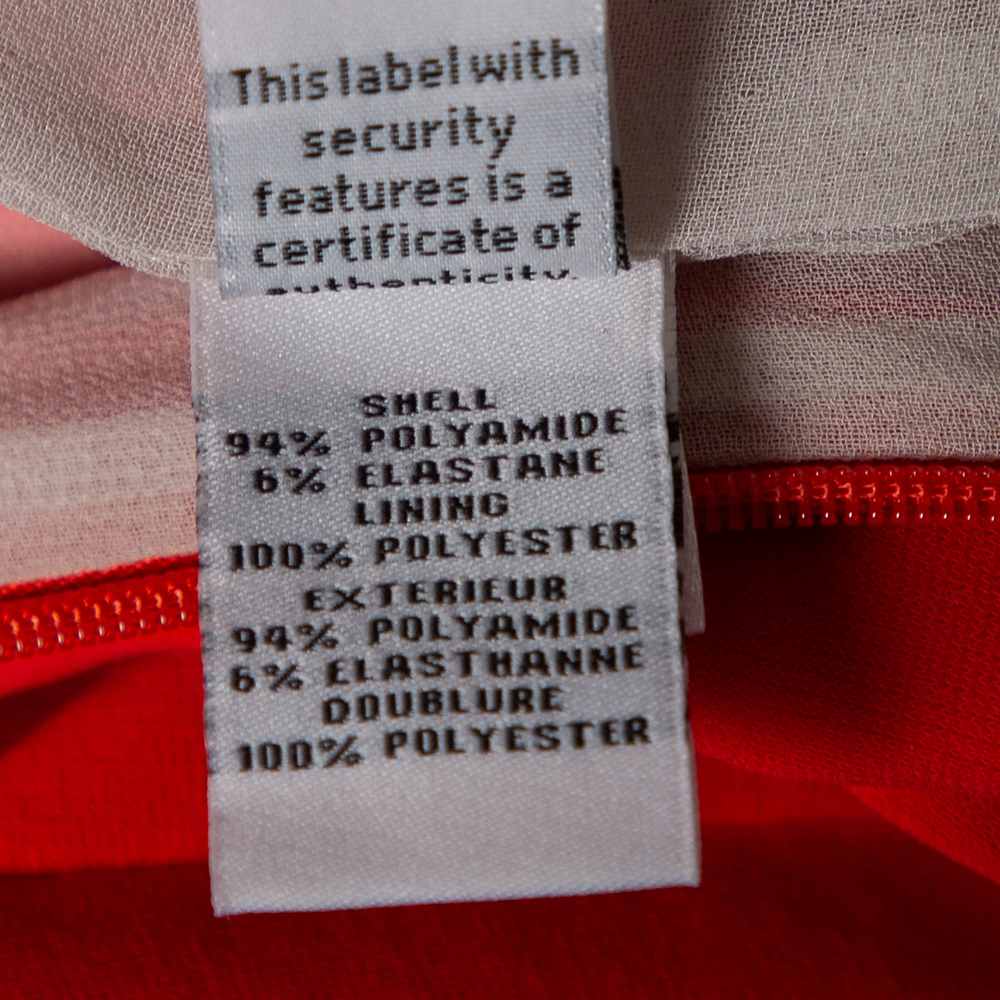 This label with
security
features is a
certificate of
authenticity.
SHELL
94% POLYAMIDE
6% ELASTANE
LINING
100% POLYESTER
EXTERIEUR
94% POLYAMIDE
6% ELASTHANNE
DOUBLURE
100% POLYESTER